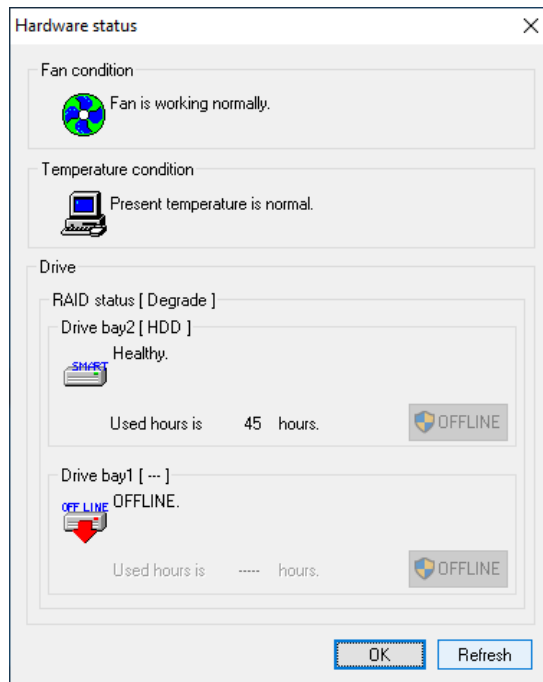 Hardware status
Fan condition
Fan is working normally.
Temperature condition
Present temperature is normal.
Drive
RAID status [ Degrade ]
Drive bay2 [ HDD ]
SMART
Healthy.
Used hours is 45 hours.
OFFLINE
Drive bay1 [ --- ]
OFF LINE
OFFLINE.
Used hours is ----- hours.
OFFLINE
OK
Refresh